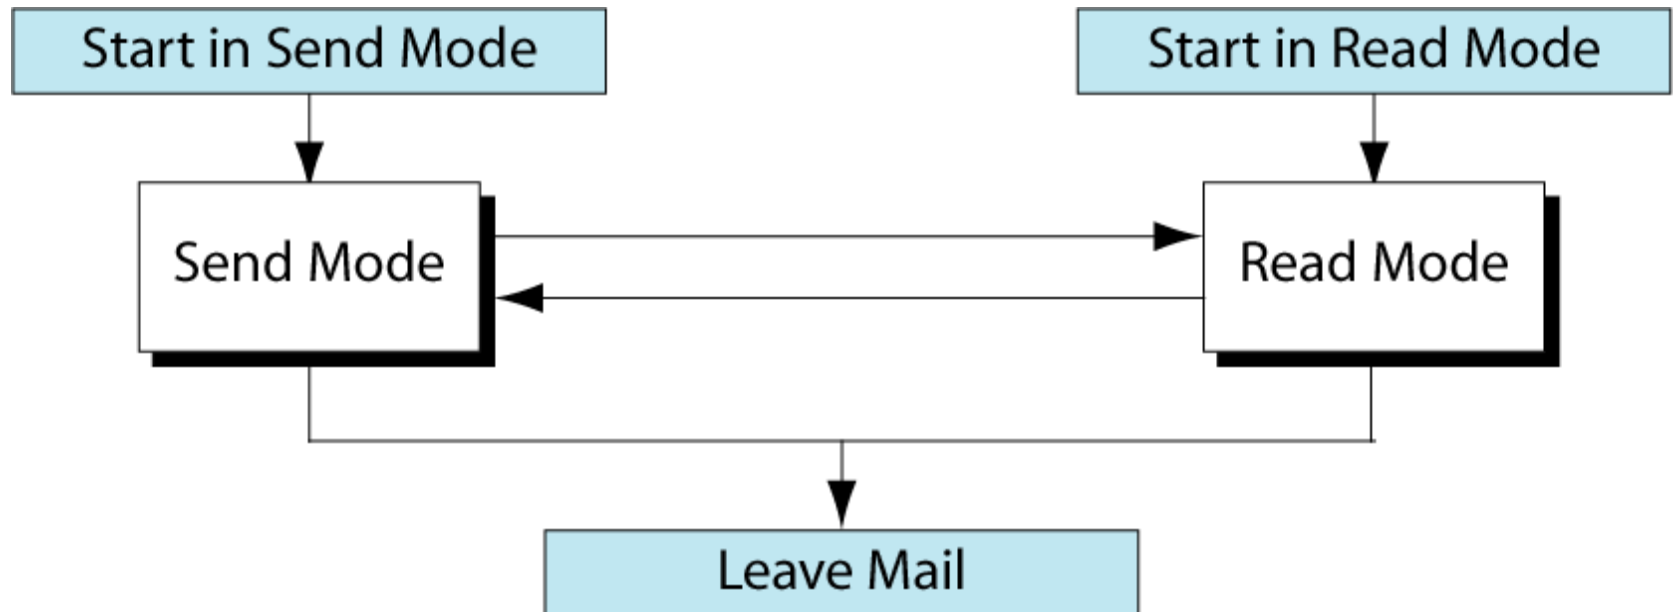 Start in Send Mode
Start in Read Mode
Send Mode
Read Mode
Leave Mail